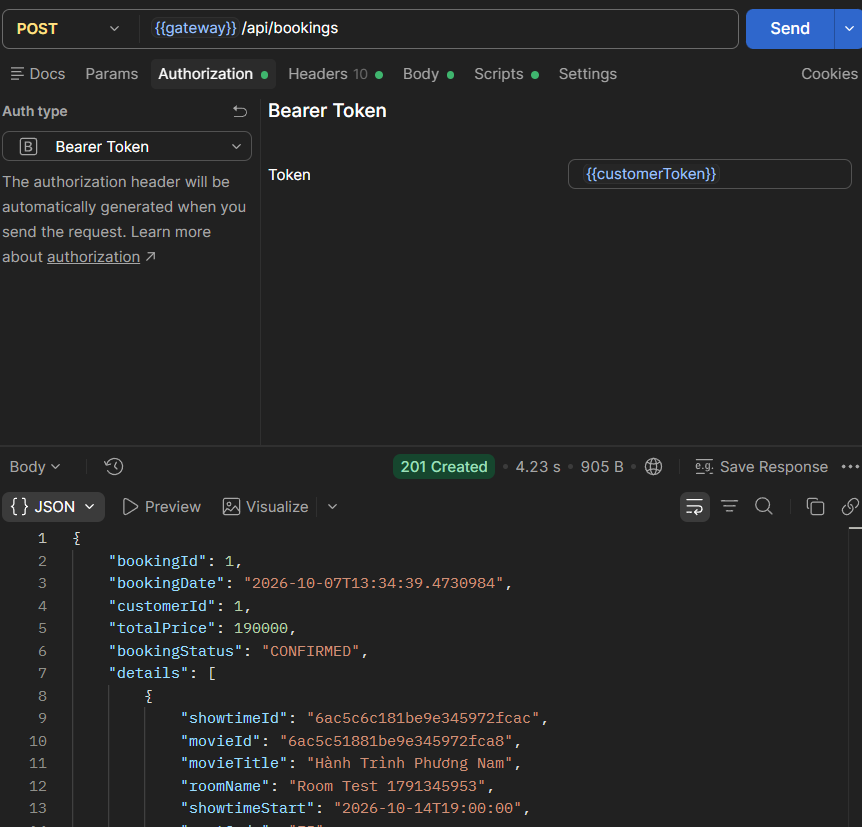 POST {{gateway}} /api/bookings Send
Docs Params Authorization Headers 10 Body Scripts Settings Cookies
Auth type
B Bearer Token
The authorization header will be
automatically generated when you
send the request. Learn more
about authorization ↗
Bearer Token
Token {{customerToken}}
Body 201 Created • 4.23 s • 905 B • e.g. Save Response
{} JSON Preview Visualize
1 {
2 "bookingId": 1,
3 "bookingDate": "2026-10-07T13:34:39.4730984",
4 "customerId": 1,
5 "totalPrice": 190000,
6 "bookingStatus": "CONFIRMED",
7 "details": [
8 {
9 "showtimeId": "6ac5c6c181be9e345972fcac",
10 "movieId": "6ac5c51881be9e345972fca8",
11 "movieTitle": "Hành Trình Phương Nam",
12 "roomName": "Room Test 1791345953",
13 "showtimeStart": "2026-10-14T19:00:00",